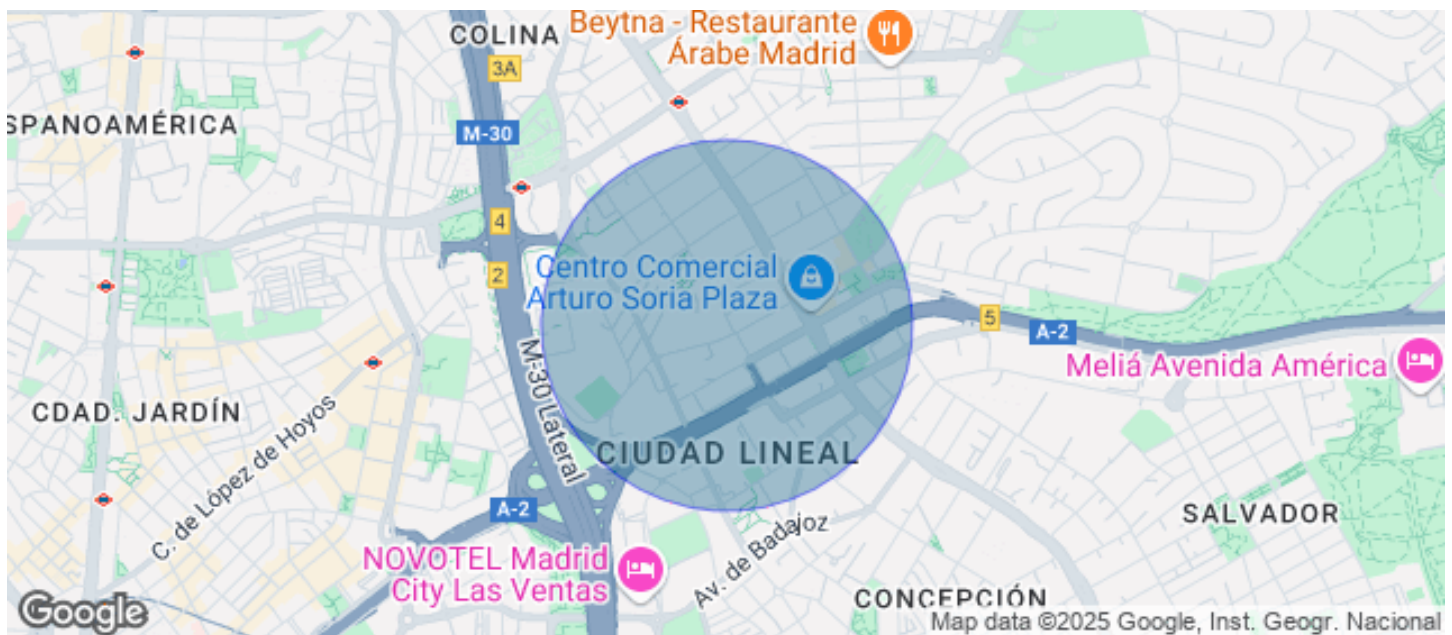 COLINA
Beytna - Restaurante
Árabe Madrid
3A
SPANOAMÉRICA
M-30
4
2
Centro Comercial
Arturo Soria Plaza
5
A-2
M-30 Lateral
Meliá Avenida América
CDAD. JARDÍN
C. de López de Hoyos
CIUDAD LINEAL
A-2
SALVADOR
Av. de Badajoz
NOVOTEL Madrid
City Las Ventas
CONCEPCIÓN
Google
Map data ©2025 Google, Inst. Geogr. Nacional